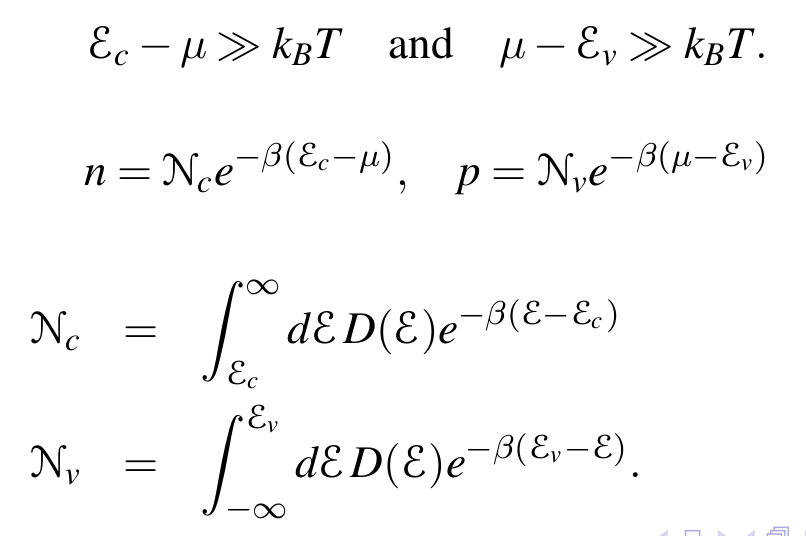 ℰ_c − μ ≫ k_BT and μ − ℰ_v ≫ k_BT.
n = 𝒩_c e^{−β(ℰ_c−μ)}, p = 𝒩_v e^{−β(μ−ℰ_v)}
𝒩_c = ∫_{ℰ_c}^{∞} dℰ D(ℰ)e^{−β(ℰ−ℰ_c)}
𝒩_v = ∫_{−∞}^{ℰ_v} dℰ D(ℰ)e^{−β(ℰ_v−ℰ)}.